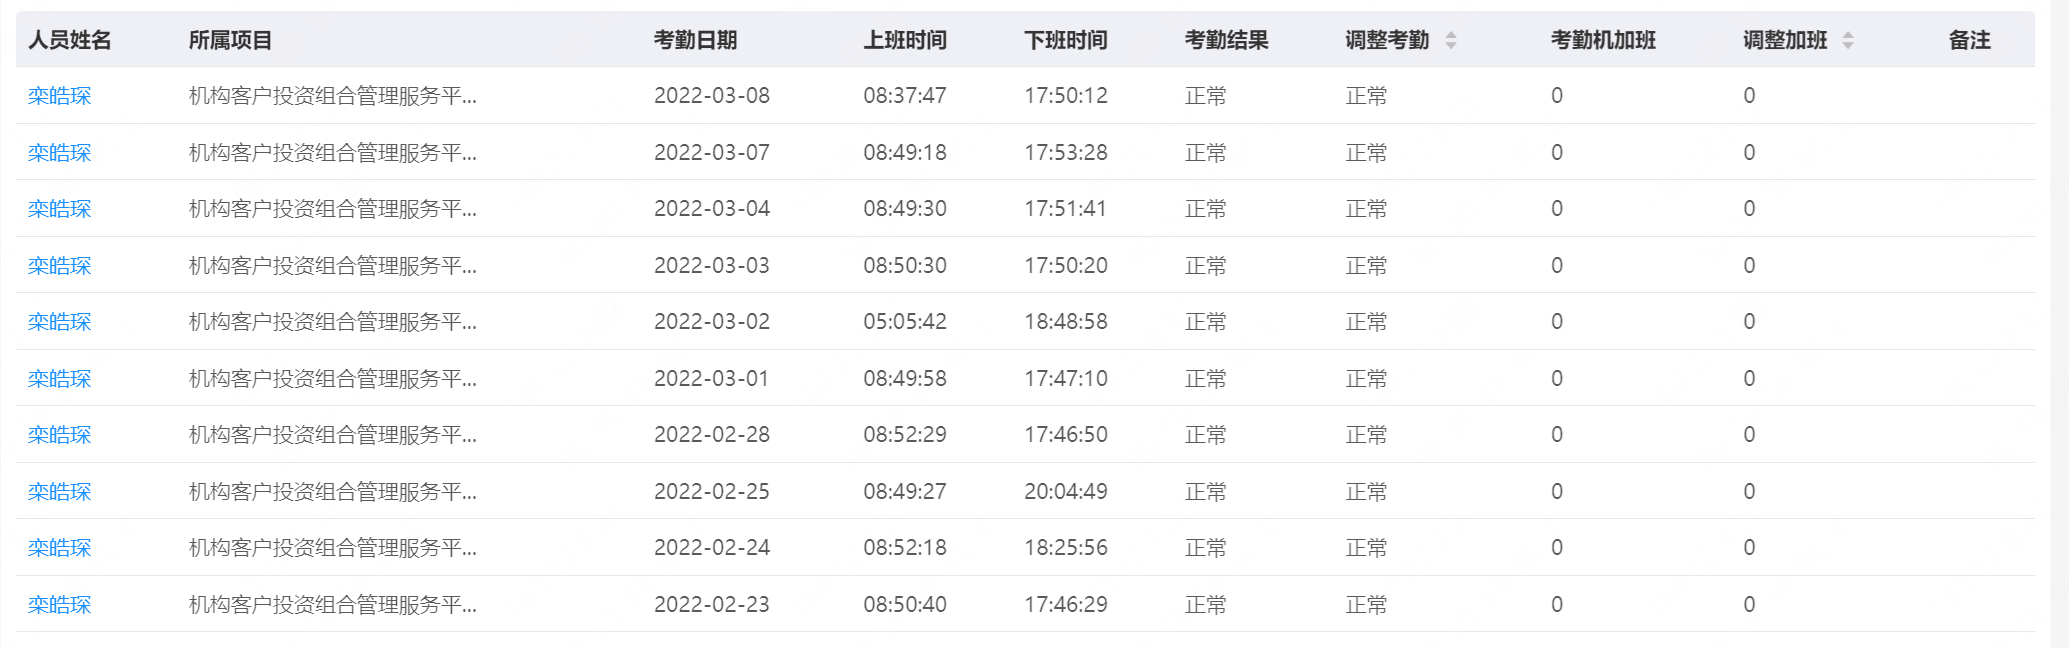 人员姓名 所属项目 考勤日期 上班时间 下班时间 考勤结果 调整考勤 考勤机加班 调整加班 备注
栾皓琛 机构客户投资组合管理服务平... 2022-03-08 08:37:47 17:50:12 正常 正常 0 0
栾皓琛 机构客户投资组合管理服务平... 2022-03-07 08:49:18 17:53:28 正常 正常 0 0
栾皓琛 机构客户投资组合管理服务平... 2022-03-04 08:49:30 17:51:41 正常 正常 0 0
栾皓琛 机构客户投资组合管理服务平... 2022-03-03 08:50:30 17:50:20 正常 正常 0 0
栾皓琛 机构客户投资组合管理服务平... 2022-03-02 05:05:42 18:48:58 正常 正常 0 0
栾皓琛 机构客户投资组合管理服务平... 2022-03-01 08:49:58 17:47:10 正常 正常 0 0
栾皓琛 机构客户投资组合管理服务平... 2022-02-28 08:52:29 17:46:50 正常 正常 0 0
栾皓琛 机构客户投资组合管理服务平... 2022-02-25 08:49:27 20:04:49 正常 正常 0 0
栾皓琛 机构客户投资组合管理服务平... 2022-02-24 08:52:18 18:25:56 正常 正常 0 0
栾皓琛 机构客户投资组合管理服务平... 2022-02-23 08:50:40 17:46:29 正常 正常 0 0